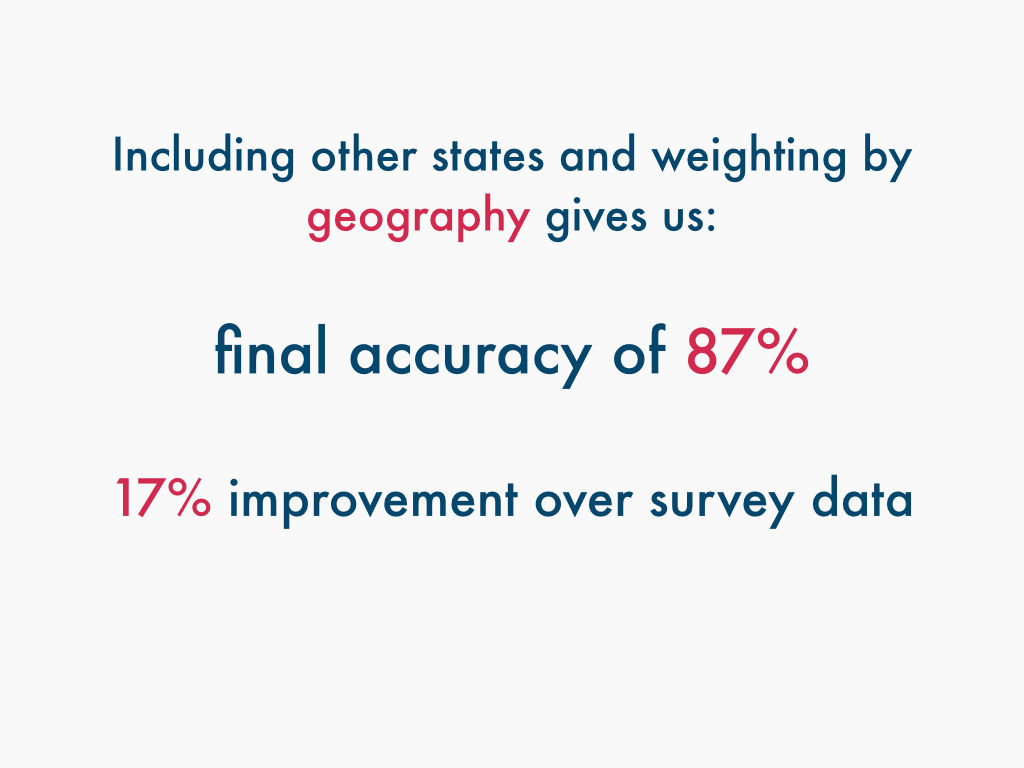 Including other states and weighting by
geography gives us:
final accuracy of 87%
17% improvement over survey data